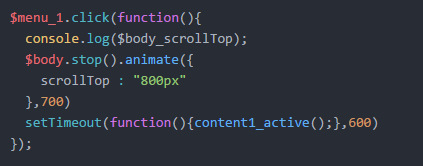 $menu_1.click(function(){
console.log($body_scrollTop);
$body.stop().animate({
scrollTop : "800px"
},700)
setTimeout(function(){content1_active();},600)
});